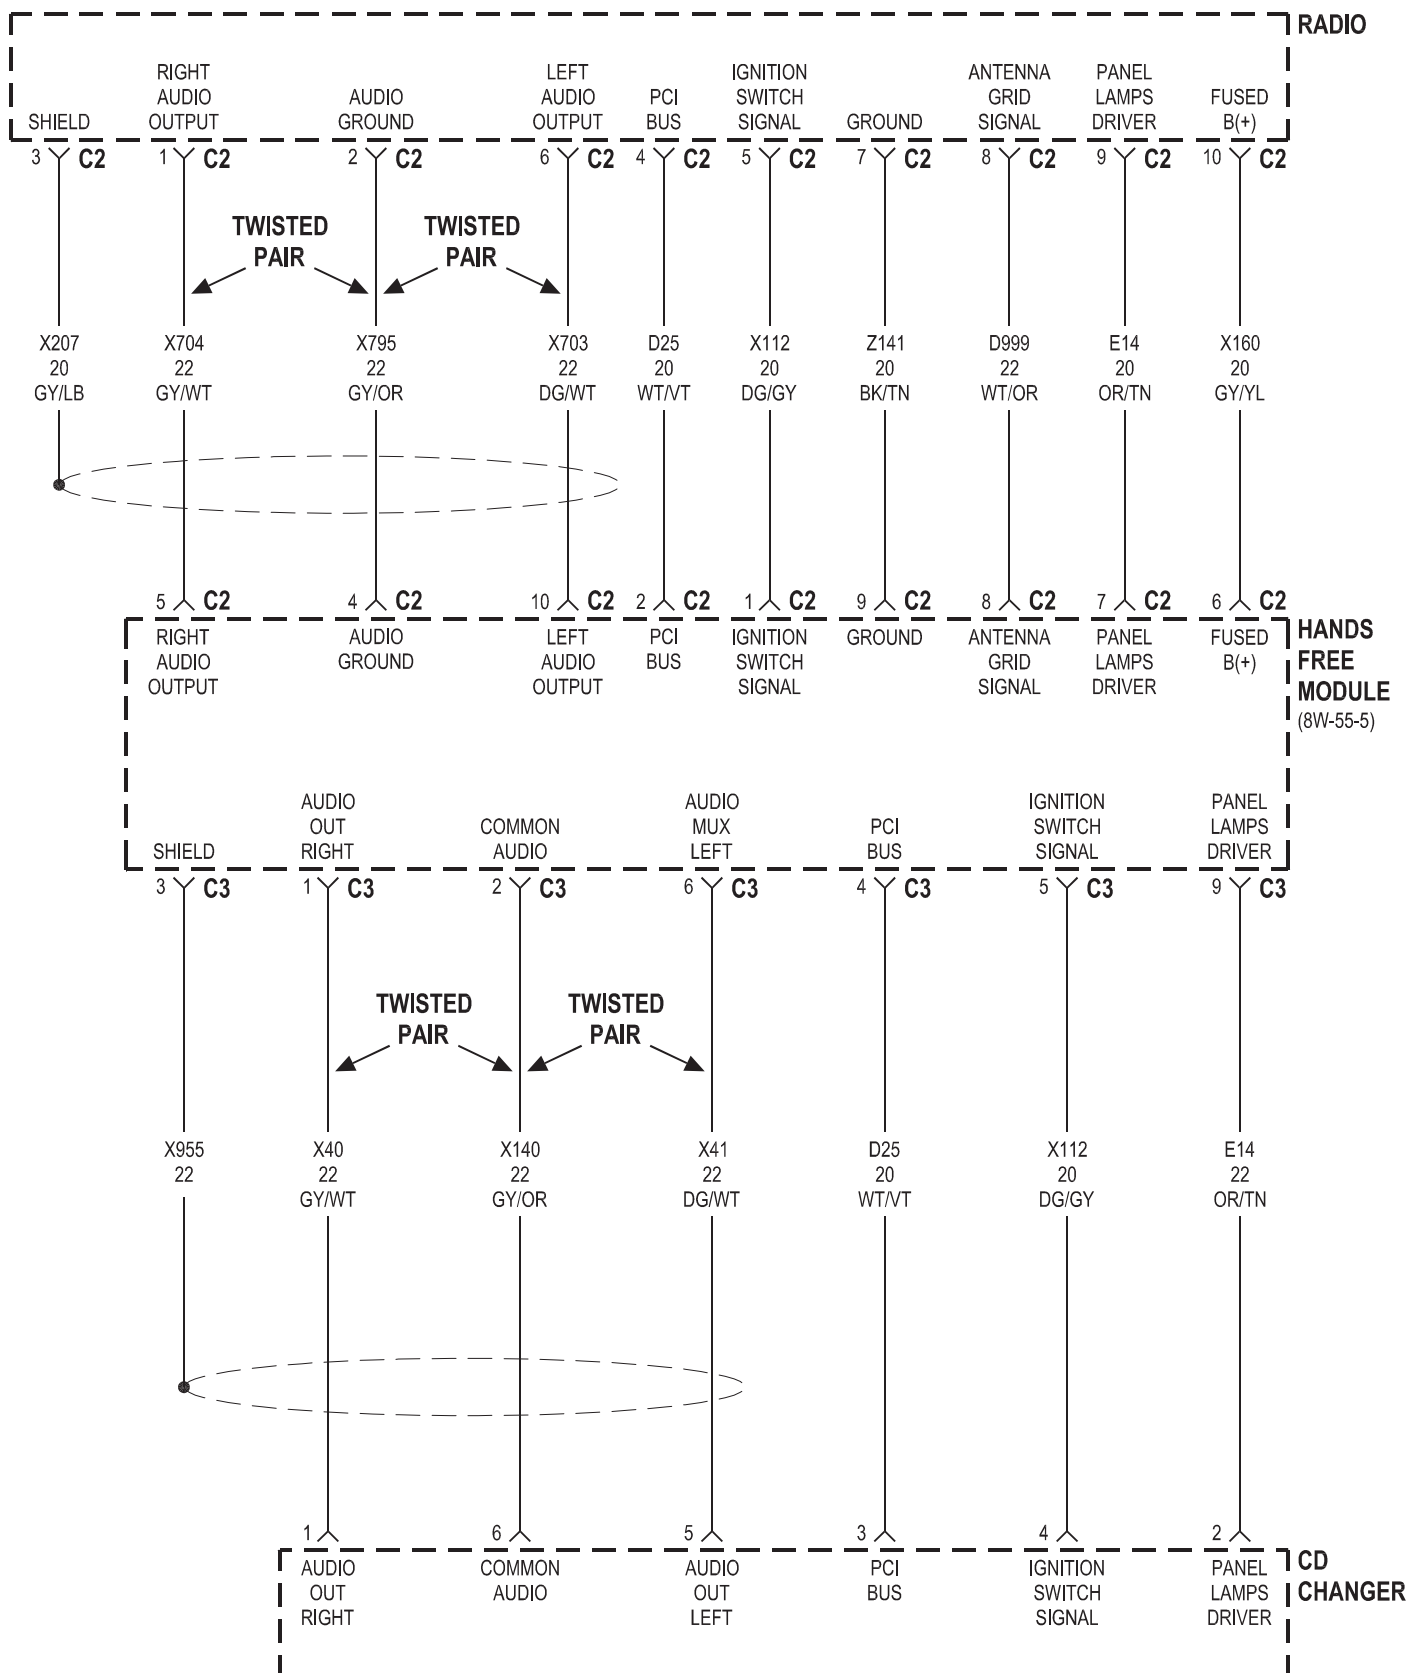 RADIO
RIGHT LEFT IGNITION ANTENNA PANEL
AUDIO AUDIO AUDIO PCI SWITCH GRID LAMPS FUSED
SHIELD OUTPUT GROUND OUTPUT BUS SIGNAL GROUND SIGNAL DRIVER B(+)
3 C2 1 C2 2 C2 6 C2 4 C2 5 C2 7 C2 8 C2 9 C2 10 C2
TWISTED TWISTED
PAIR PAIR
X207 X704 X795 X703 D25 X112 Z141 D999 E14 X160
20 22 22 22 20 20 20 22 20 20
GY/LB GY/WT GY/OR DG/WT WT/VT DG/GY BK/TN WT/OR OR/TN GY/YL
5 C2 4 C2 10 C2 2 C2 1 C2 9 C2 8 C2 7 C2 6 C2
HANDS
FREE
MODULE
(8W-55-5)
RIGHT AUDIO LEFT PCI IGNITION GROUND ANTENNA PANEL FUSED
AUDIO GROUND AUDIO BUS SWITCH GRID LAMPS B(+)
OUTPUT OUTPUT SIGNAL SIGNAL DRIVER
AUDIO AUDIO IGNITION PANEL
OUT COMMON MUX PCI SWITCH LAMPS
SHIELD RIGHT AUDIO LEFT BUS SIGNAL DRIVER
3 C3 1 C3 2 C3 6 C3 4 C3 5 C3 9 C3
TWISTED TWISTED
PAIR PAIR
X955 X40 X140 X41 D25 X112 E14
22 22 22 22 20 20 22
GY/WT GY/OR DG/WT WT/VT DG/GY OR/TN
1 6 5 3 4 2
CD
CHANGER
AUDIO COMMON AUDIO PCI IGNITION PANEL
OUT AUDIO OUT BUS SWITCH LAMPS
RIGHT LEFT SIGNAL DRIVER